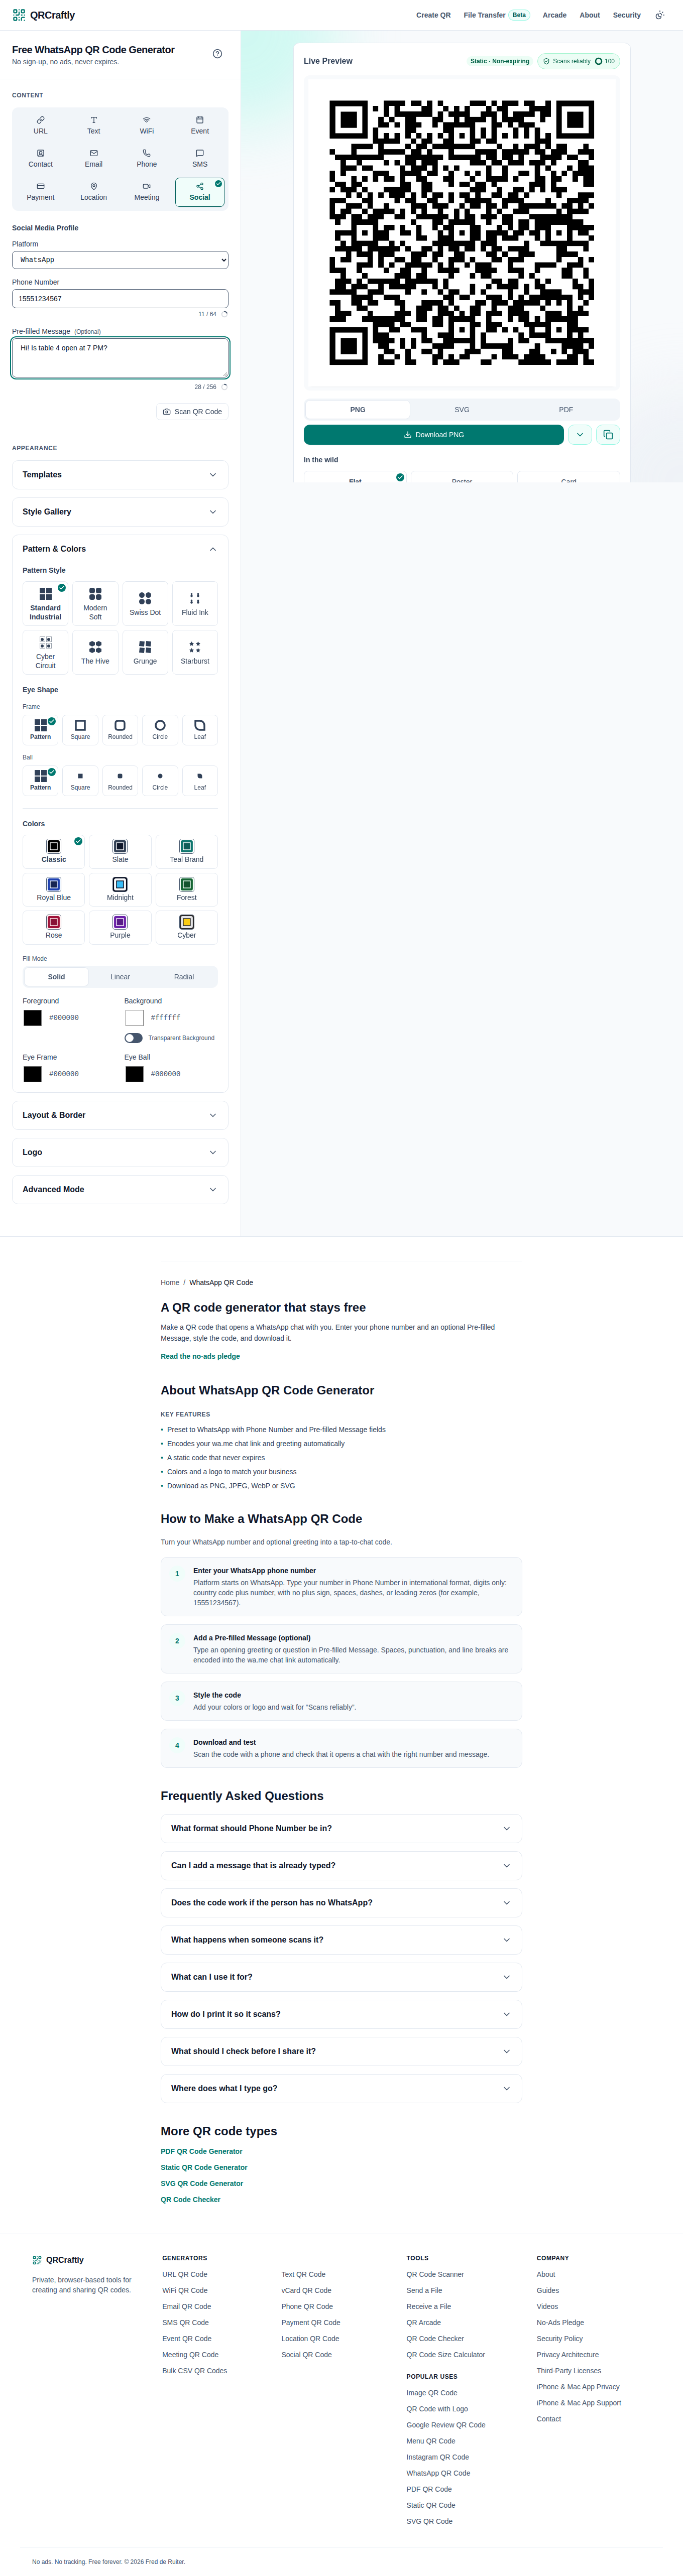 QRCraftly
Create QR
File Transfer Beta
Arcade
About
Security
Free WhatsApp QR Code Generator
No sign-up, no ads, never expires.
CONTENT
URL
Text
WiFi
Event
Contact
Email
Phone
SMS
Payment
Location
Meeting
Social
Social Media Profile
Platform
WhatsApp
Phone Number
15551234567
11 / 64
Pre-filled Message (Optional)
Hi! Is table 4 open at 7 PM?
28 / 256
Scan QR Code
APPEARANCE
Templates
Style Gallery
Pattern & Colors
Pattern Style
Standard Industrial
Modern Soft
Swiss Dot
Fluid Ink
Cyber Circuit
The Hive
Grunge
Starburst
Eye Shape
Frame
Pattern
Square
Rounded
Circle
Leaf
Ball
Pattern
Square
Rounded
Circle
Leaf
Colors
Classic
Slate
Teal Brand
Royal Blue
Midnight
Forest
Rose
Purple
Cyber
Fill Mode
Solid
Linear
Radial
Foreground
#000000
Background
#ffffff
Transparent Background
Eye Frame
#000000
Eye Ball
#000000
Layout & Border
Logo
Advanced Mode
Live Preview
Static · Non-expiring
Scans reliably 100
PNG
SVG
PDF
Download PNG
In the wild
Flat
Poster
Card
Home / WhatsApp QR Code
A QR code generator that stays free
Make a QR code that opens a WhatsApp chat with you. Enter your phone number and an optional Pre-filled
Message, style the code, and download it.
Read the no-ads pledge
About WhatsApp QR Code Generator
KEY FEATURES
• Preset to WhatsApp with Phone Number and Pre-filled Message fields
• Encodes your wa.me chat link and greeting automatically
• A static code that never expires
• Colors and a logo to match your business
• Download as PNG, JPEG, WebP or SVG
How to Make a WhatsApp QR Code
Turn your WhatsApp number and optional greeting into a tap-to-chat code.
1
Enter your WhatsApp phone number
Platform starts on WhatsApp. Type your number in Phone Number in international format, digits only:
country code plus number, with no plus sign, spaces, dashes, or leading zeros (for example,
15551234567).
2
Add a Pre-filled Message (optional)
Type an opening greeting or question in Pre-filled Message. Spaces, punctuation, and line breaks are
encoded into the wa.me chat link automatically.
3
Style the code
Add your colors or logo and wait for “Scans reliably”.
4
Download and test
Scan the code with a phone and check that it opens a chat with the right number and message.
Frequently Asked Questions
What format should Phone Number be in?
Can I add a message that is already typed?
Does the code work if the person has no WhatsApp?
What happens when someone scans it?
What can I use it for?
How do I print it so it scans?
What should I check before I share it?
Where does what I type go?
More QR code types
PDF QR Code Generator
Static QR Code Generator
SVG QR Code Generator
QR Code Checker
QRCraftly
Private, browser-based tools for
creating and sharing QR codes.
GENERATORS
URL QR Code
WiFi QR Code
Email QR Code
SMS QR Code
Event QR Code
Meeting QR Code
Bulk CSV QR Codes
Text QR Code
vCard QR Code
Phone QR Code
Payment QR Code
Location QR Code
Social QR Code
TOOLS
QR Code Scanner
Send a File
Receive a File
QR Arcade
QR Code Checker
QR Code Size Calculator
POPULAR USES
Image QR Code
QR Code with Logo
Google Review QR Code
Menu QR Code
Instagram QR Code
WhatsApp QR Code
PDF QR Code
Static QR Code
SVG QR Code
COMPANY
About
Guides
Videos
No-Ads Pledge
Security Policy
Privacy Architecture
Third-Party Licenses
iPhone & Mac App Privacy
iPhone & Mac App Support
Contact
No ads. No tracking. Free forever. © 2026 Fred de Ruiter.